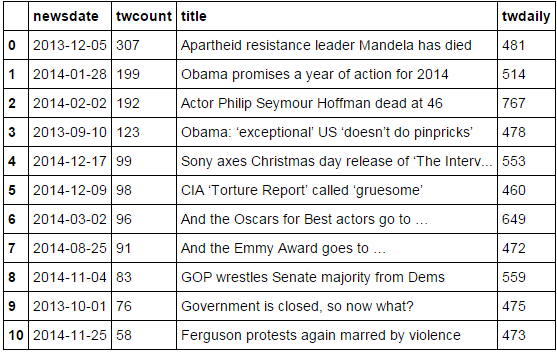 newsdate twcount title twdaily
0 2013-12-05 307 Apartheid resistance leader Mandela has died 481
1 2014-01-28 199 Obama promises a year of action for 2014 514
2 2014-02-02 192 Actor Philip Seymour Hoffman dead at 46 767
3 2013-09-10 123 Obama: ‘exceptional’ US ‘doesn’t do pinpricks’ 478
4 2014-12-17 99 Sony axes Christmas day release of ‘The Interv... 553
5 2014-12-09 98 CIA ‘Torture Report’ called ‘gruesome’ 460
6 2014-03-02 96 And the Oscars for Best actors go to … 649
7 2014-08-25 91 And the Emmy Award goes to … 472
8 2014-11-04 83 GOP wrestles Senate majority from Dems 559
9 2013-10-01 76 Government is closed, so now what? 475
10 2014-11-25 58 Ferguson protests again marred by violence 473